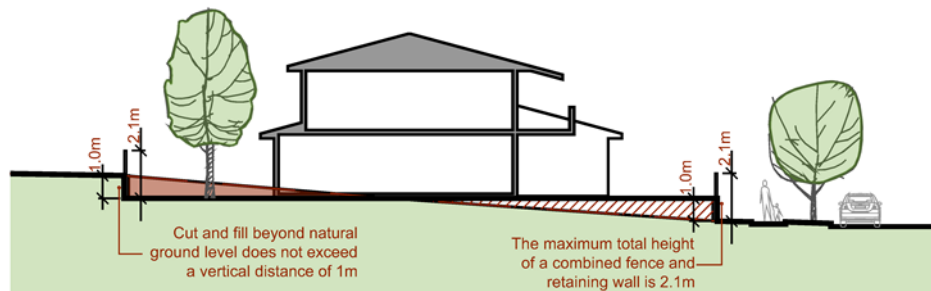 2.1m
1.0m
2.1m
1.0m
Cut and fill beyond natural
ground level does not exceed
a vertical distance of 1m
The maximum total height
of a combined fence and
retaining wall is 2.1m